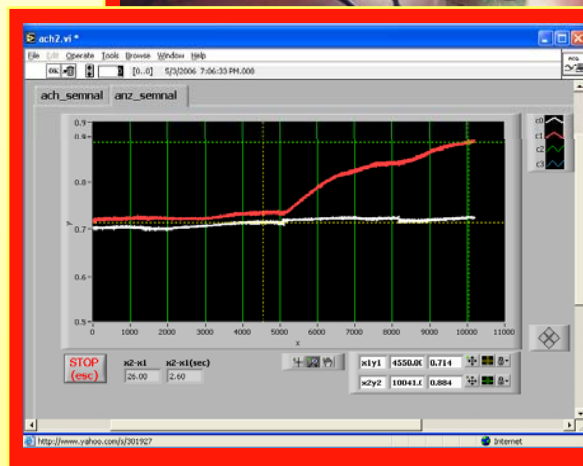 ach2.vi *
File Edit Operate Tools Browse Window Help
OK [0..0] 5/3/2006 7:06:33 PM.000
ach_semnal anz_semnal
c0
c1
c2
c3
0.9
0.9
0.8
0.7
0.6
0.5
y
0 1000 2000 3000 4000 5000 6000 7000 8000 9000 10000 11000
x
STOP
(esc)
x2-x1 x2-x1(sec)
26.00 2.60
x1y1 4550.0( 0.714
x2y2 10041.( 0.884
http://www.yahoo.com/s/301927 Internet